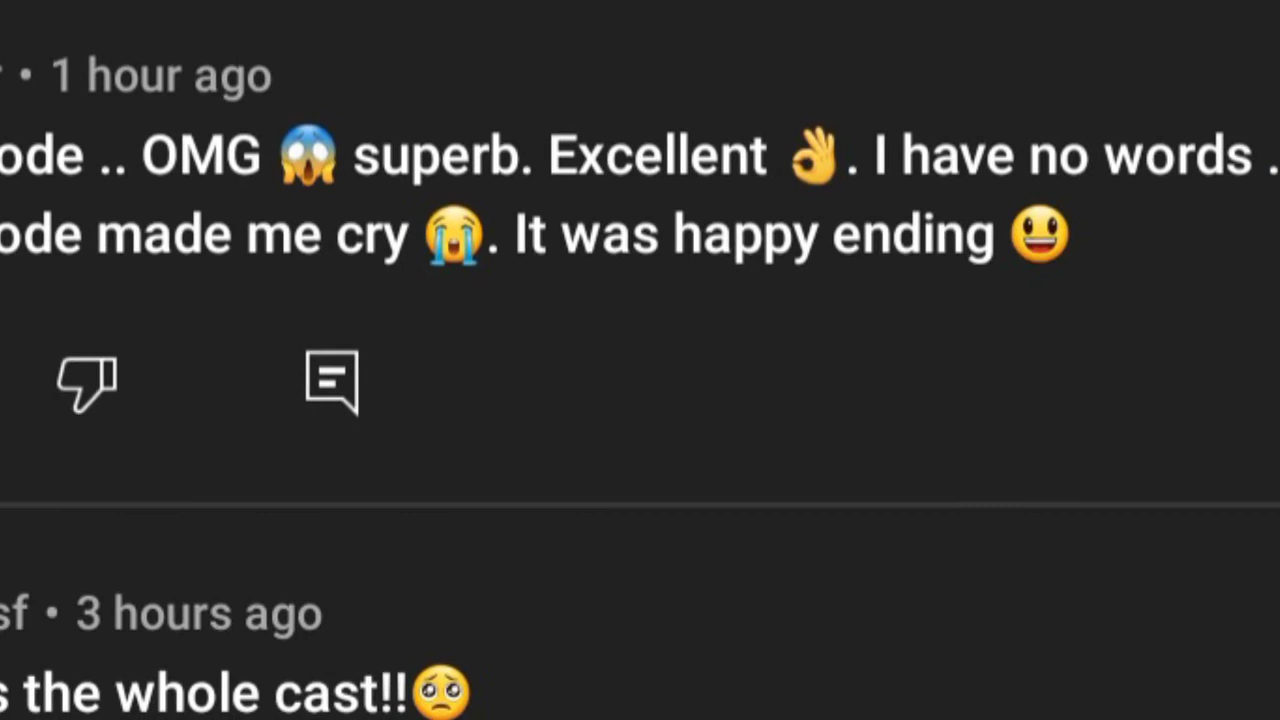 • 1 hour ago
ode .. OMG 😱 superb. Excellent 👌. I have no words .
ode made me cry 😭. It was happy ending 😃
sf • 3 hours ago
s the whole cast!!🥺